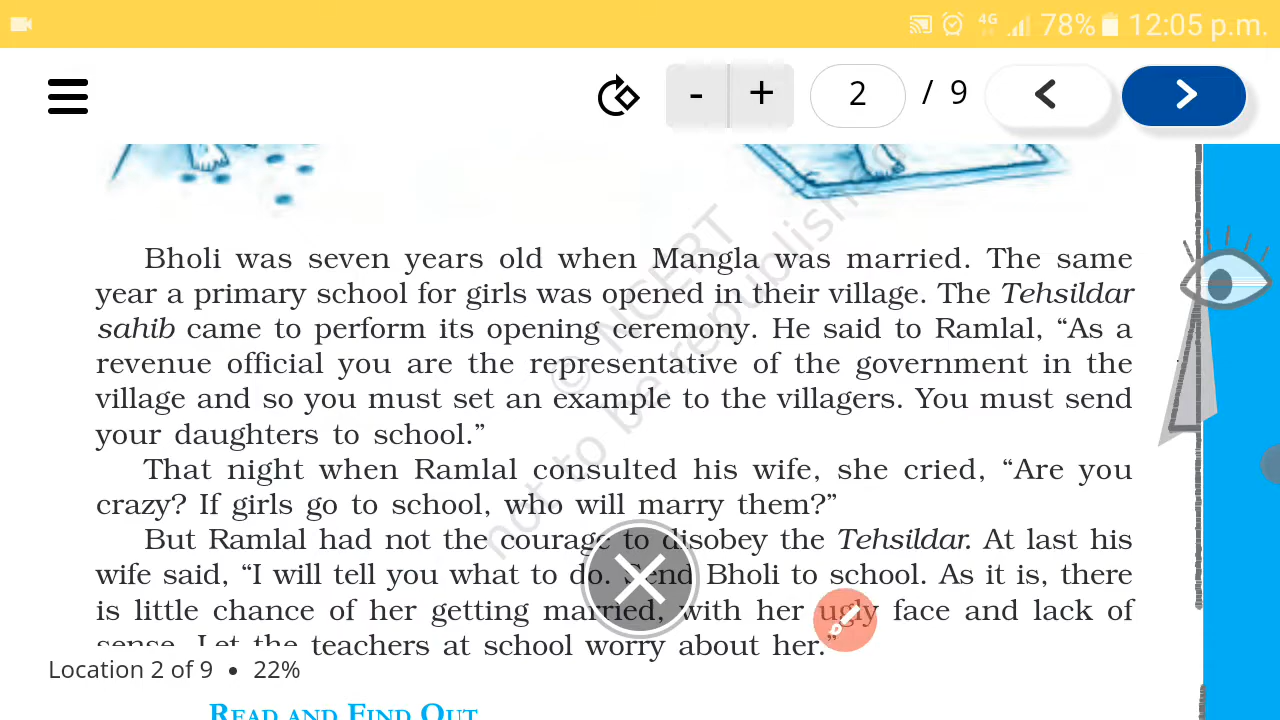 4G 78% 12:05 p.m.
- + 2 / 9
Bholi was seven years old when Mangla was married. The same
year a primary school for girls was opened in their village. The Tehsildar
sahib came to perform its opening ceremony. He said to Ramlal, “As a
revenue official you are the representative of the government in the
village and so you must set an example to the villagers. You must send
your daughters to school.”
That night when Ramlal consulted his wife, she cried, “Are you
crazy? If girls go to school, who will marry them?”
But Ramlal had not the courage to disobey the Tehsildar. At last his
wife said, “I will tell you what to do. Send Bholi to school. As it is, there
is little chance of her getting married, with her ugly face and lack of
sense. Let the teachers at school worry about her.”
© NCERT
not to be republish
Location 2 of 9 • 22%
READ AND FIND OUT